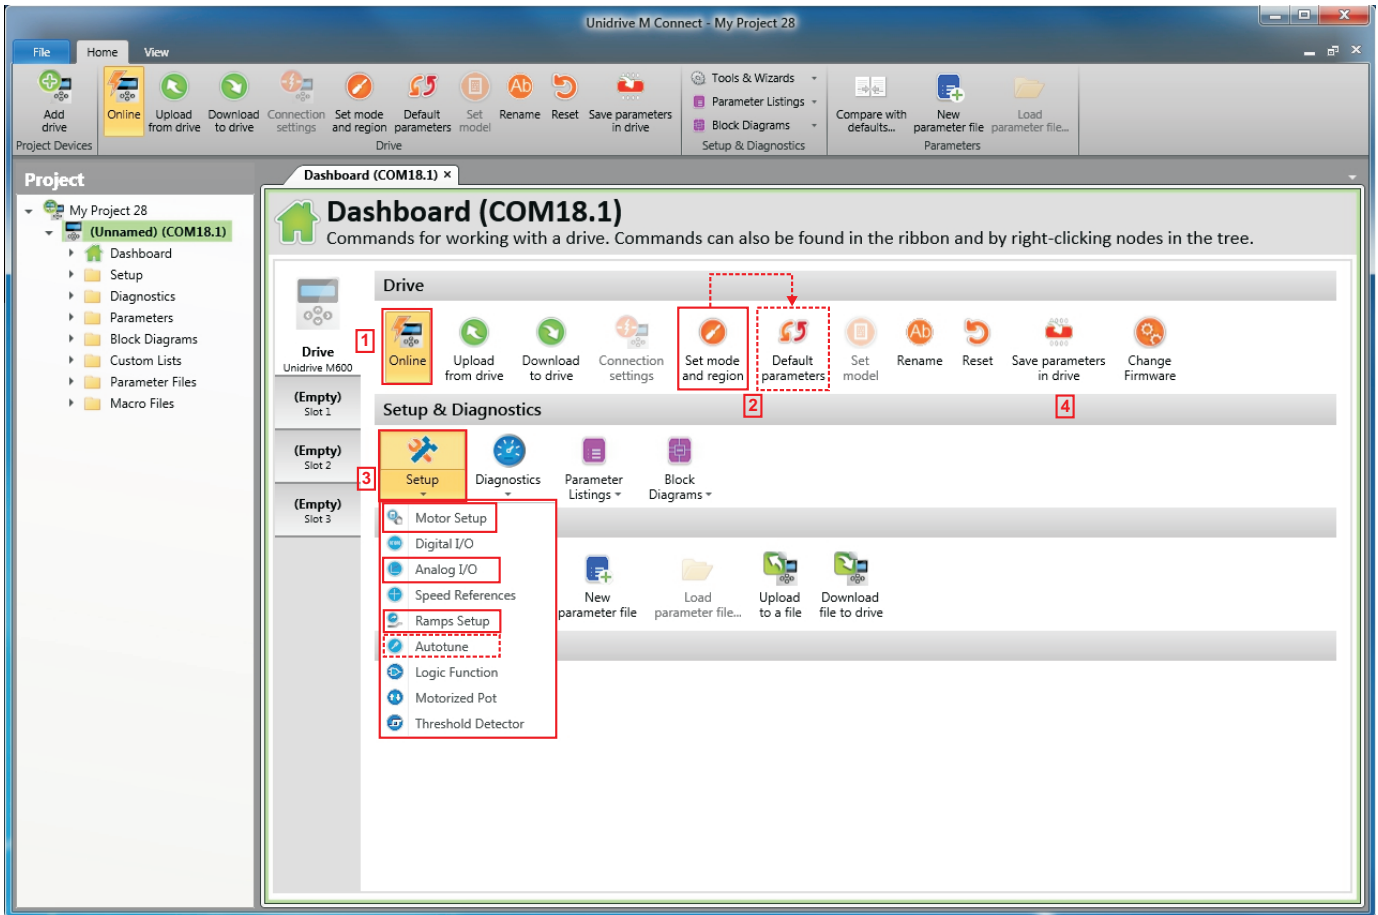 Unidrive M Connect - My Project 28
File Home View
Add drive
Online
Upload from drive
Download to drive
Connection settings
Set mode and region
Default parameters
Set model
Rename
Reset
Save parameters in drive
Tools & Wizards
Parameter Listings
Block Diagrams
Compare with defaults...
New parameter file
Load parameter file...
Project Devices
Drive
Setup & Diagnostics
Parameters
Project
My Project 28
(Unnamed) (COM18.1)
Dashboard
Setup
Diagnostics
Parameters
Block Diagrams
Custom Lists
Parameter Files
Macro Files
Dashboard (COM18.1) ×
Dashboard (COM18.1)
Commands for working with a drive. Commands can also be found in the ribbon and by right-clicking nodes in the tree.
Drive
Unidrive M600
(Empty)
Slot 1
(Empty)
Slot 2
(Empty)
Slot 3
Drive
1
Online
Upload
from drive
Download
to drive
Connection
settings
Set mode
and region
Default
parameters
Set
model
Rename
Reset
Save parameters
in drive
Change
Firmware
2
4
Setup & Diagnostics
3
Setup
Diagnostics
Parameter
Listings
Block
Diagrams
Motor Setup
Digital I/O
Analog I/O
Speed References
Ramps Setup
Autotune
Logic Function
Motorized Pot
Threshold Detector
New
parameter file
Load
parameter file...
Upload
to a file
Download
file to drive